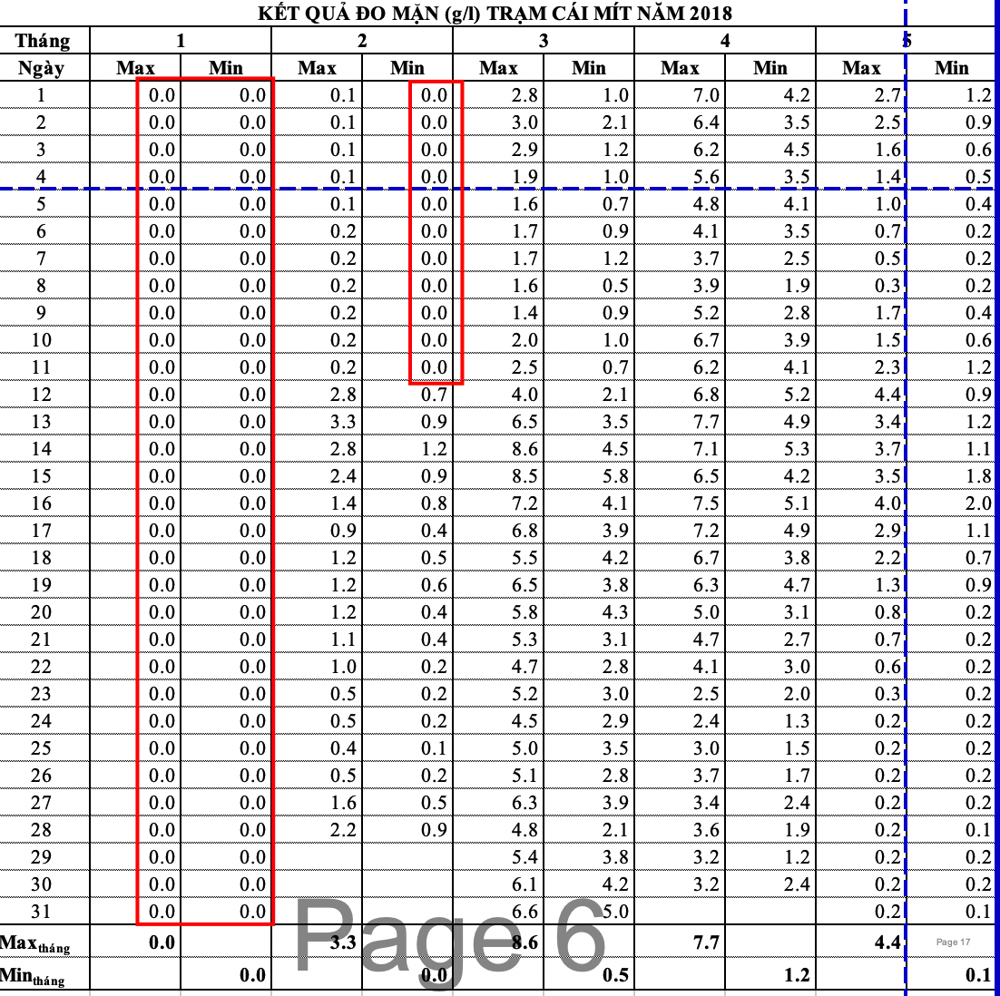 KẾT QUẢ ĐO MẶN (g/l) TRẠM CÁI MÍT NĂM 2018
Tháng 1 2 3 4 5
Ngày Max Min Max Min Max Min Max Min Max Min
1 0.0 0.0 0.1 0.0 2.8 1.0 7.0 4.2 2.7 1.2
2 0.0 0.0 0.1 0.0 3.0 2.1 6.4 3.5 2.5 0.9
3 0.0 0.0 0.1 0.0 2.9 1.2 6.2 4.5 1.6 0.6
4 0.0 0.0 0.1 0.0 1.9 1.0 5.6 3.5 1.4 0.5
5 0.0 0.0 0.1 0.0 1.6 0.7 4.8 4.1 1.0 0.4
6 0.0 0.0 0.2 0.0 1.7 0.9 4.1 3.5 0.7 0.2
7 0.0 0.0 0.2 0.0 1.7 1.2 3.7 2.5 0.5 0.2
8 0.0 0.0 0.2 0.0 1.6 0.5 3.9 1.9 0.3 0.2
9 0.0 0.0 0.2 0.0 1.4 0.9 5.2 2.8 1.7 0.4
10 0.0 0.0 0.2 0.0 2.0 1.0 6.7 3.9 1.5 0.6
11 0.0 0.0 0.2 0.0 2.5 0.7 6.2 4.1 2.3 1.2
12 0.0 0.0 2.8 0.7 4.0 2.1 6.8 5.2 4.4 0.9
13 0.0 0.0 3.3 0.9 6.5 3.5 7.7 4.9 3.4 1.2
14 0.0 0.0 2.8 1.2 8.6 4.5 7.1 5.3 3.7 1.1
15 0.0 0.0 2.4 0.9 8.5 5.8 6.5 4.2 3.5 1.8
16 0.0 0.0 1.4 0.8 7.2 4.1 7.5 5.1 4.0 2.0
17 0.0 0.0 0.9 0.4 6.8 3.9 7.2 4.9 2.9 1.1
18 0.0 0.0 1.2 0.5 5.5 4.2 6.7 3.8 2.2 0.7
19 0.0 0.0 1.2 0.6 6.5 3.8 6.3 4.7 1.3 0.9
20 0.0 0.0 1.2 0.4 5.8 4.3 5.0 3.1 0.8 0.2
21 0.0 0.0 1.1 0.4 5.3 3.1 4.7 2.7 0.7 0.2
22 0.0 0.0 1.0 0.2 4.7 2.8 4.1 3.0 0.6 0.2
23 0.0 0.0 0.5 0.2 5.2 3.0 2.5 2.0 0.3 0.2
24 0.0 0.0 0.5 0.2 4.5 2.9 2.4 1.3 0.2 0.2
25 0.0 0.0 0.4 0.1 5.0 3.5 3.0 1.5 0.2 0.2
26 0.0 0.0 0.5 0.2 5.1 2.8 3.7 1.7 0.2 0.2
27 0.0 0.0 1.6 0.5 6.3 3.9 3.4 2.4 0.2 0.2
28 0.0 0.0 2.2 0.9 4.8 2.1 3.6 1.9 0.2 0.1
29 0.0 0.0 5.4 3.8 3.2 1.2 0.2 0.2
30 0.0 0.0 6.1 4.2 3.2 2.4 0.2 0.2
31 0.0 0.0 6.6 5.0 0.2 0.1
Max tháng 0.0 3.3 8.6 7.7 4.4 Page 17
Page 6
Min tháng 0.0 0.0 0.5 1.2 0.1